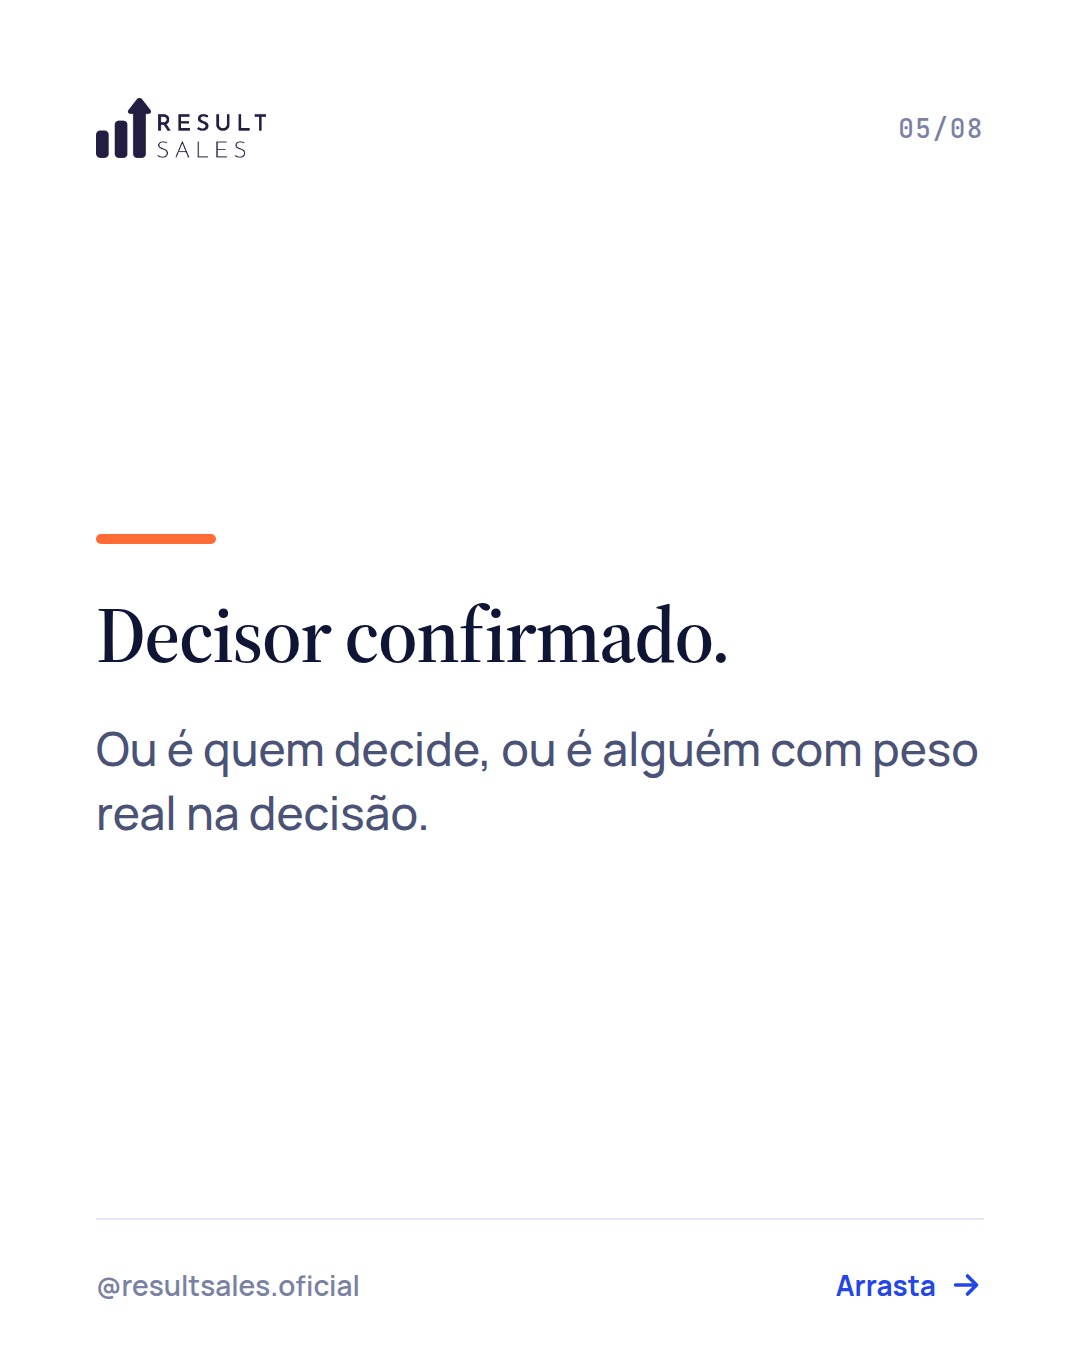 RESULT
SALES
05/08
Decisor confirmado.
Ou é quem decide, ou é alguém com peso
real na decisão.
@resultsales.oficial
Arrasta →